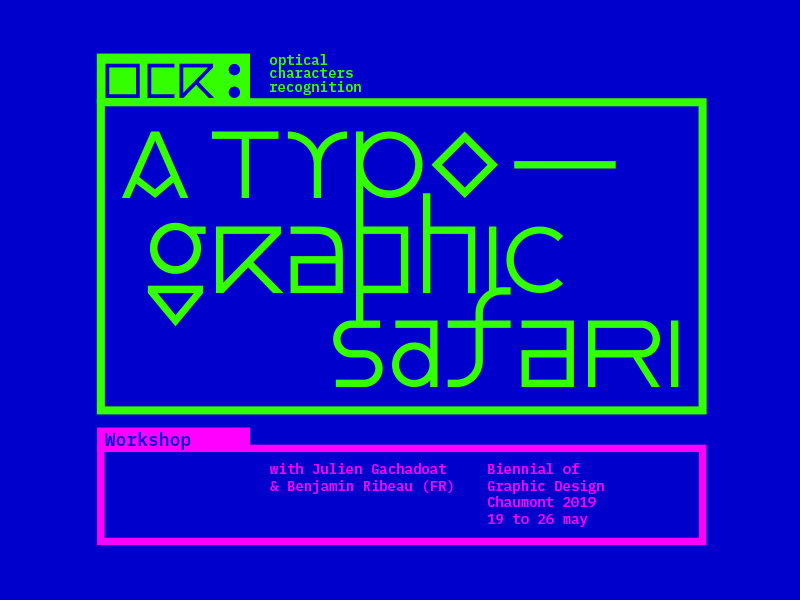 OCR:
optical
characters
recognition
A Typo—
graphic
safari
Workshop
with Julien Gachadoat
& Benjamin Ribeau (FR)
Biennial of
Graphic Design
Chaumont 2019
19 to 26 may